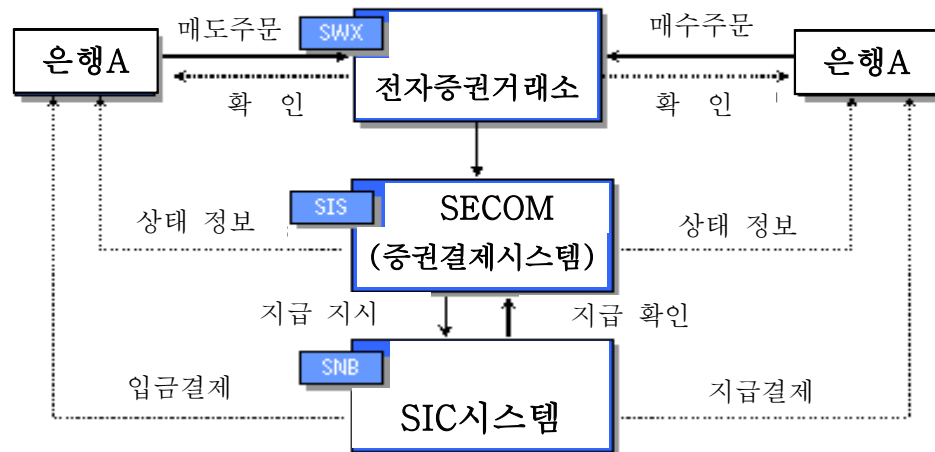 매도주문
SWX
매수주문
은행A
전자증권거래소
은행A
확 인
확 인
SIS
SECOM
(증권결제시스템)
상태 정보
상태 정보
지급 지시
지급 확인
SNB
입금결제
SIC시스템
지급결제